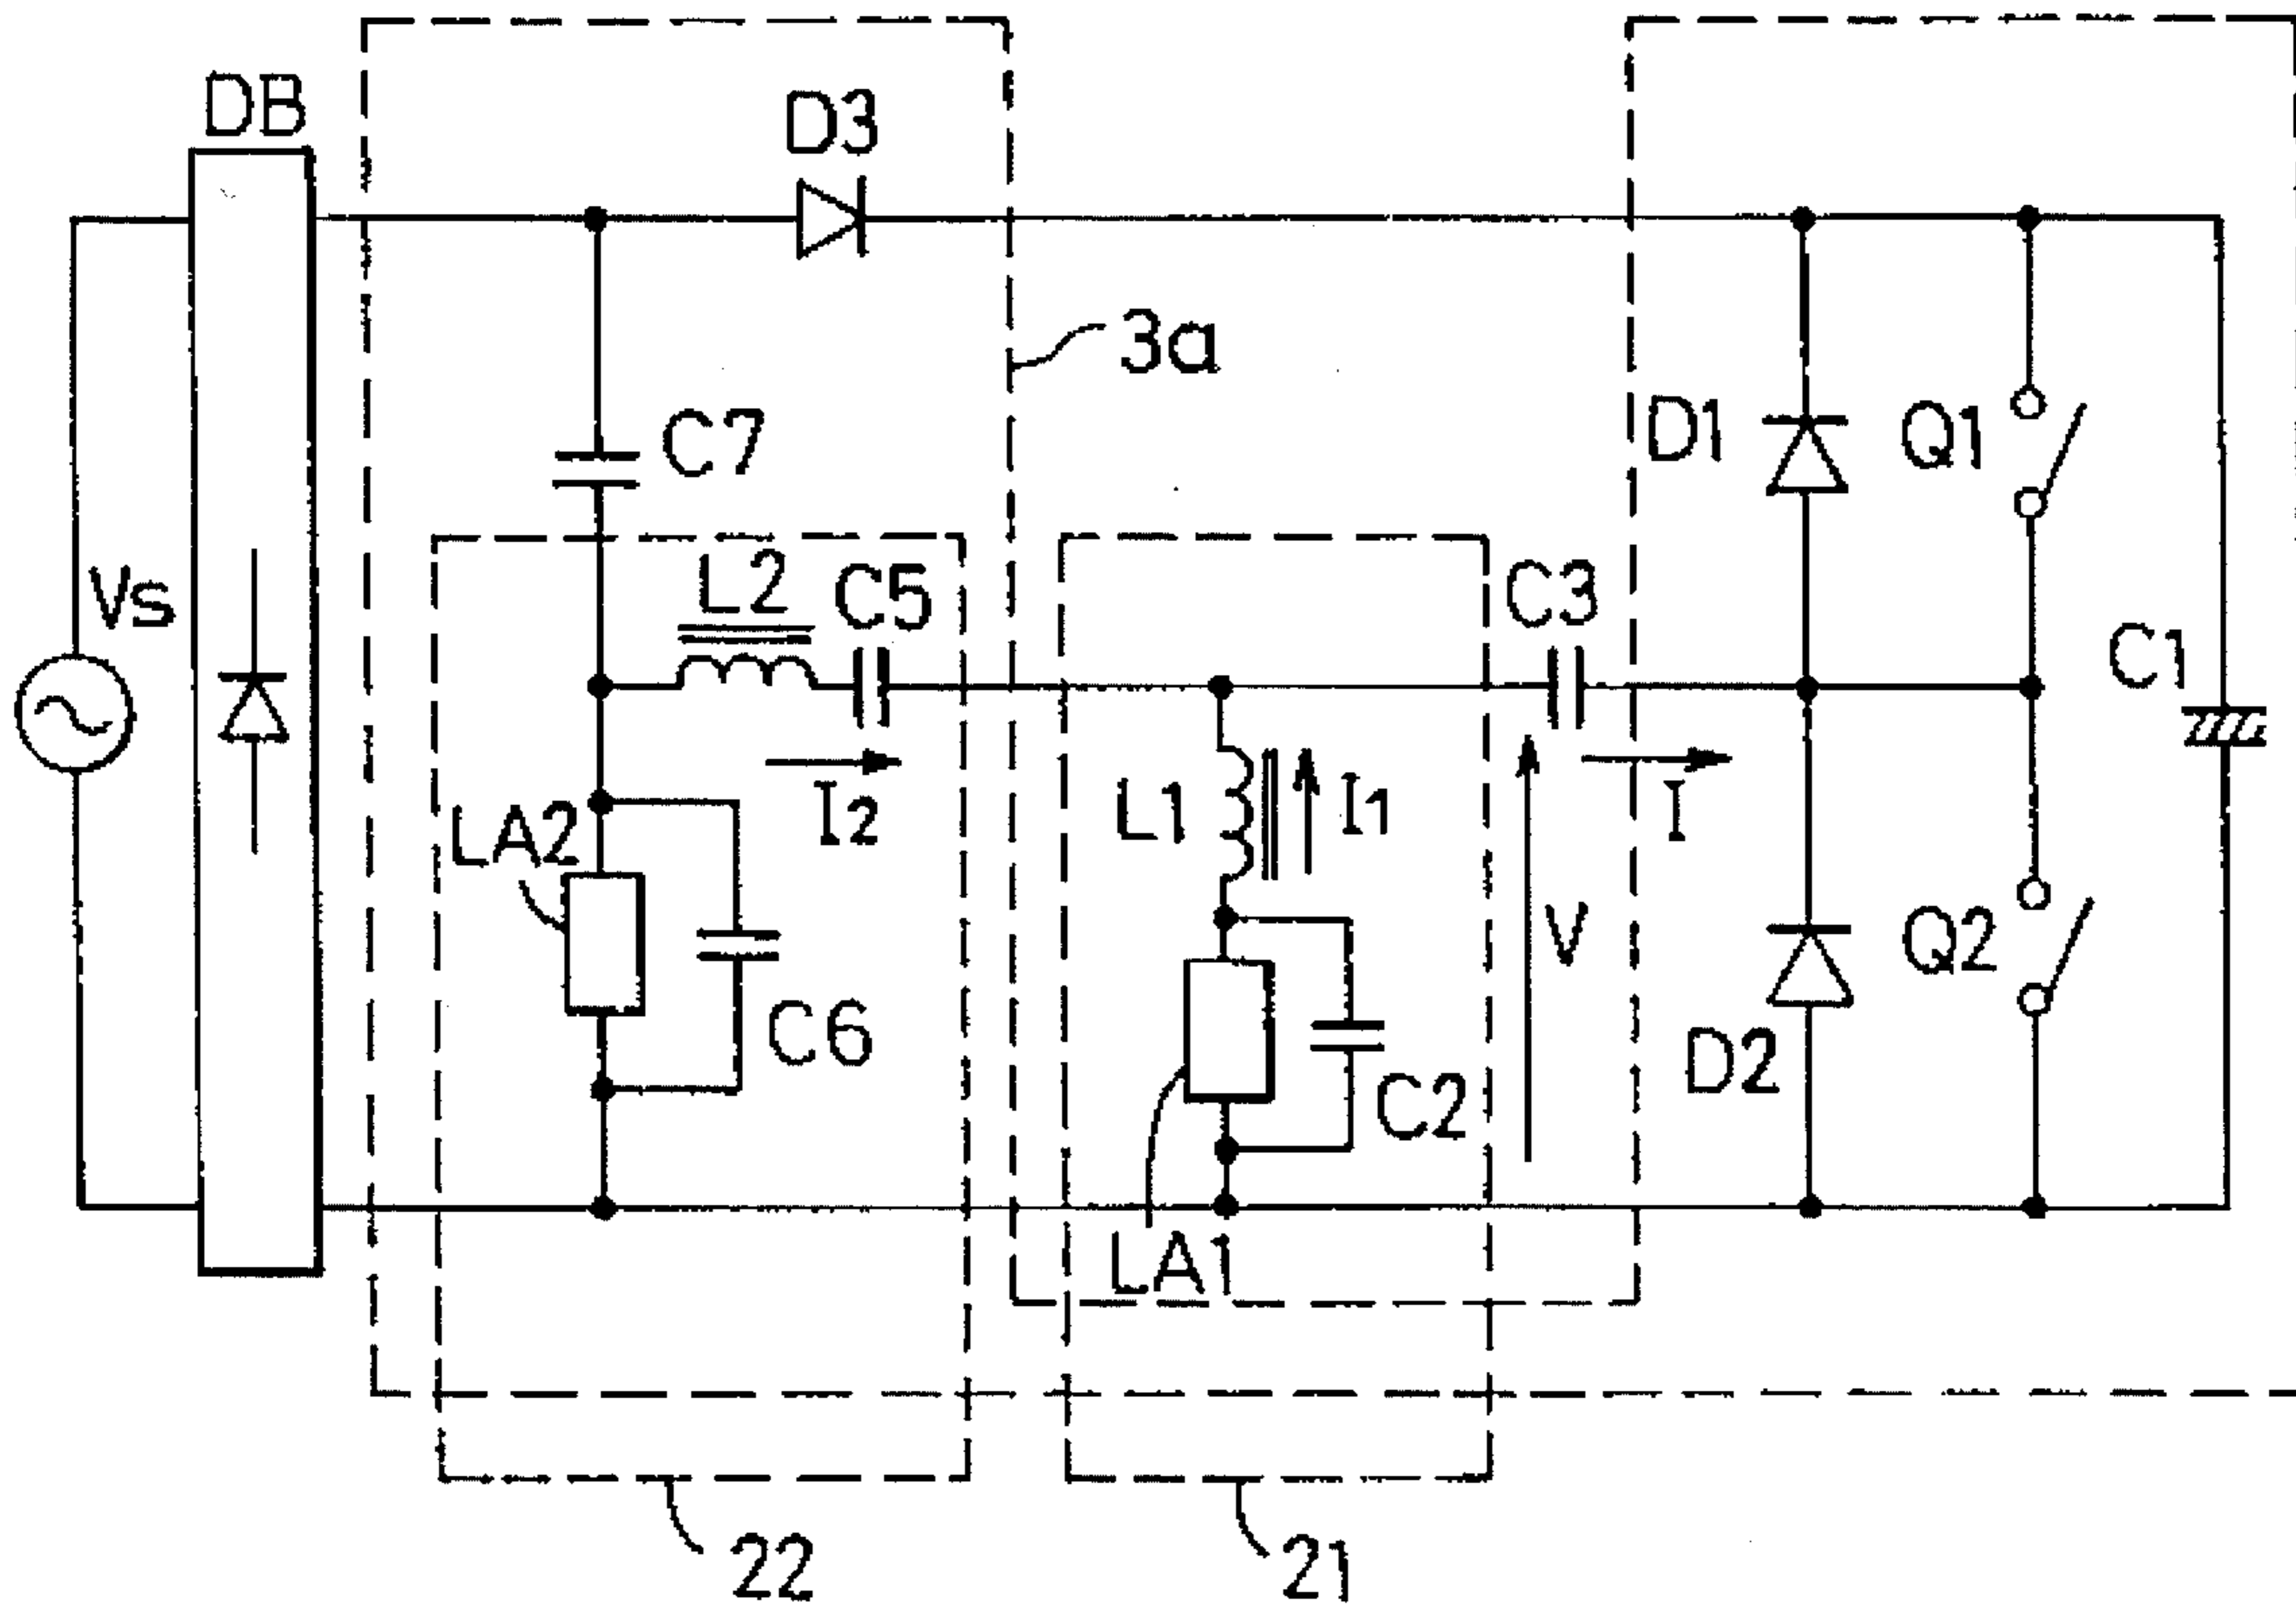 DB
D3
3a
C7
D1
Q1
Vs
L2
C5
C3
C1
I2
LA2
L1
I1
I
V
Q2
C6
D2
C2
LA1
22
21